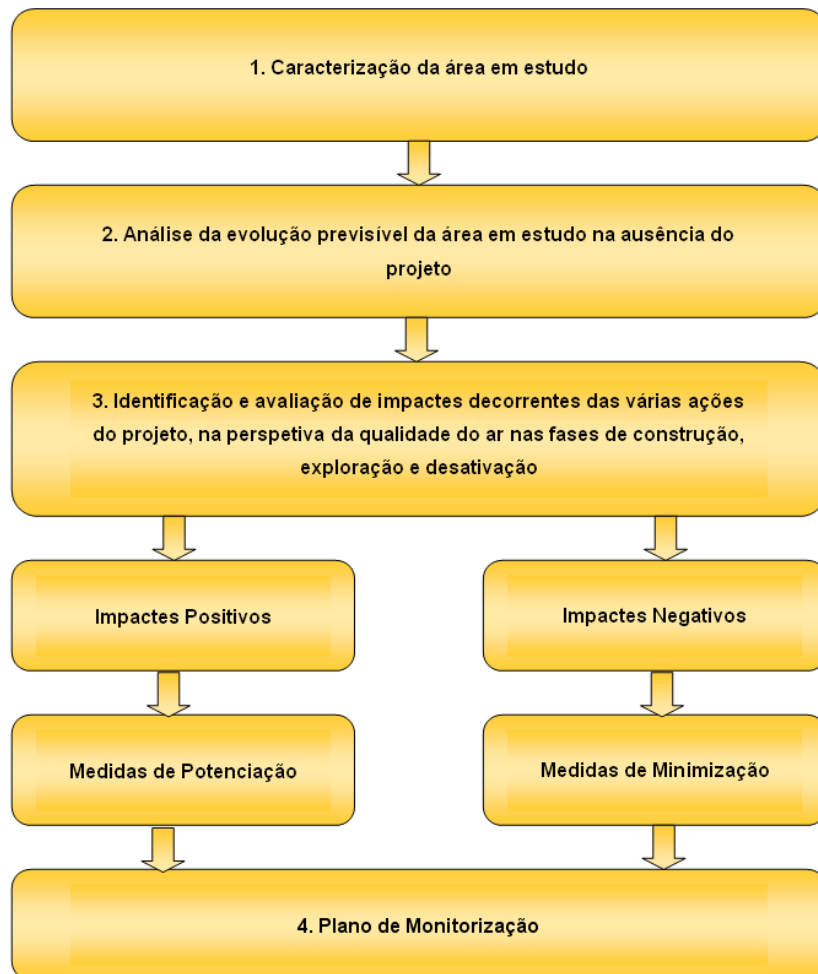 1. Caracterização da área em estudo
2. Análise da evolução previsível da área em estudo na ausência do
projeto
3. Identificação e avaliação de impactes decorrentes das várias ações
do projeto, na perspetiva da qualidade do ar nas fases de construção,
exploração e desativação
Impactes Positivos
Impactes Negativos
Medidas de Potenciação
Medidas de Minimização
4. Plano de Monitorização